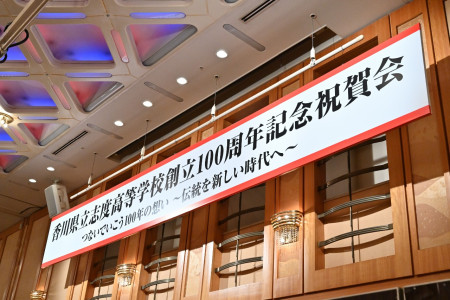 香川県立志度高等学校創立100周年記念祝賀会
つないでいこう100年の想い ～伝統を新しい時代へ～